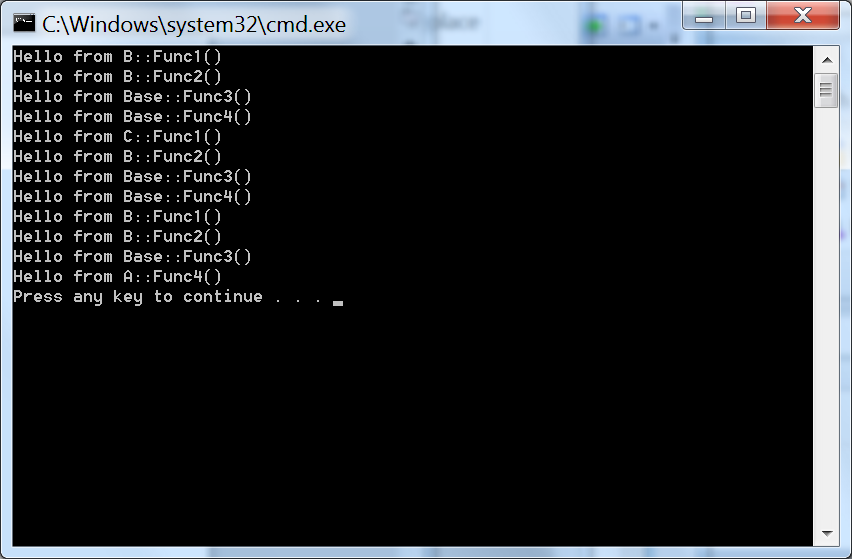 C:\Windows\system32\cmd.exe
Hello from B::Func1()
Hello from B::Func2()
Hello from Base::Func3()
Hello from Base::Func4()
Hello from C::Func1()
Hello from B::Func2()
Hello from Base::Func3()
Hello from Base::Func4()
Hello from B::Func1()
Hello from B::Func2()
Hello from Base::Func3()
Hello from A::Func4()
Press any key to continue . . . _